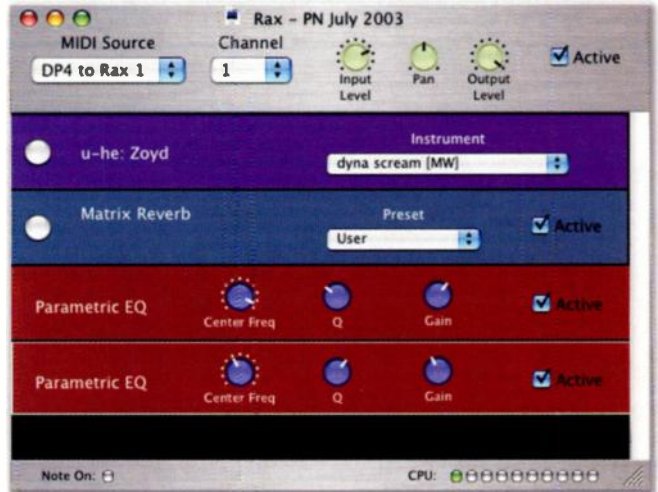 Rax – PN July 2003
MIDI Source Channel
DP4 to Rax 1 1 Active
Input Level Pan Output Level
Instrument
u-he: Zoyd
dyna scream [MW]
Matrix Reverb Preset
User Active
Parametric EQ Center Freq Q Gain Active
Parametric EQ Center Freq Q Gain Active
Note On: CPU: